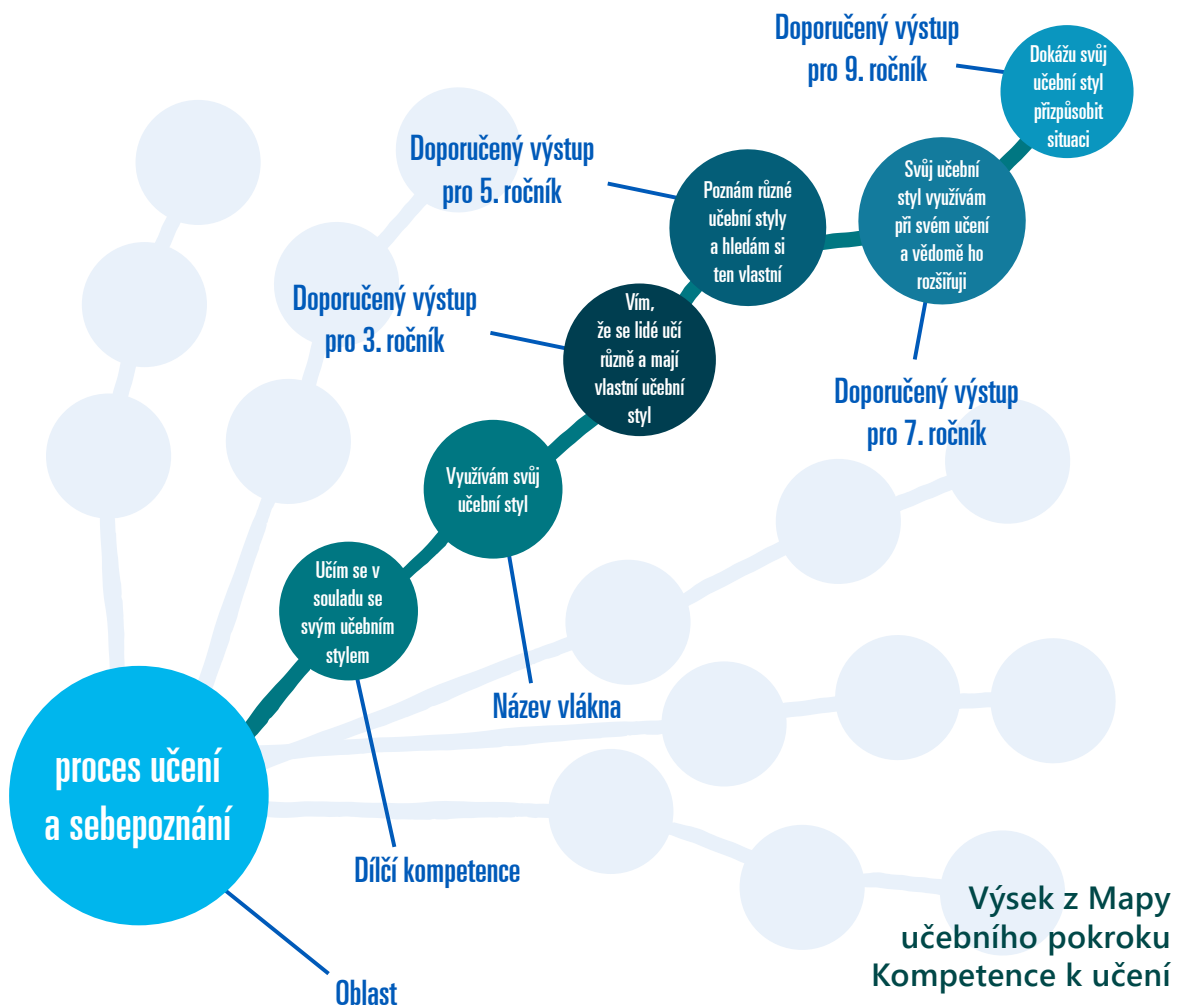 Doporučený výstup
pro 9. ročník
Dokážu svůj
učební styl
přizpůsobit
situaci
Doporučený výstup
pro 5. ročník
Poznám různé
učební styly
a hledám si
ten vlastní
Svůj učební
styl využívám
při svém učení
a vědomě ho
rozšiřuji
Doporučený výstup
pro 3. ročník
Vím,
že se lidé učí
různě a mají
vlastní učební
styl
Doporučený výstup
pro 7. ročník
Využívám svůj
učební styl
Učím se v
souladu se
svým učebním
stylem
Název vlákna
proces učení
a sebepoznání
Dílčí kompetence
Oblast
Výsek z Mapy
učebního pokroku
Kompetence k učení